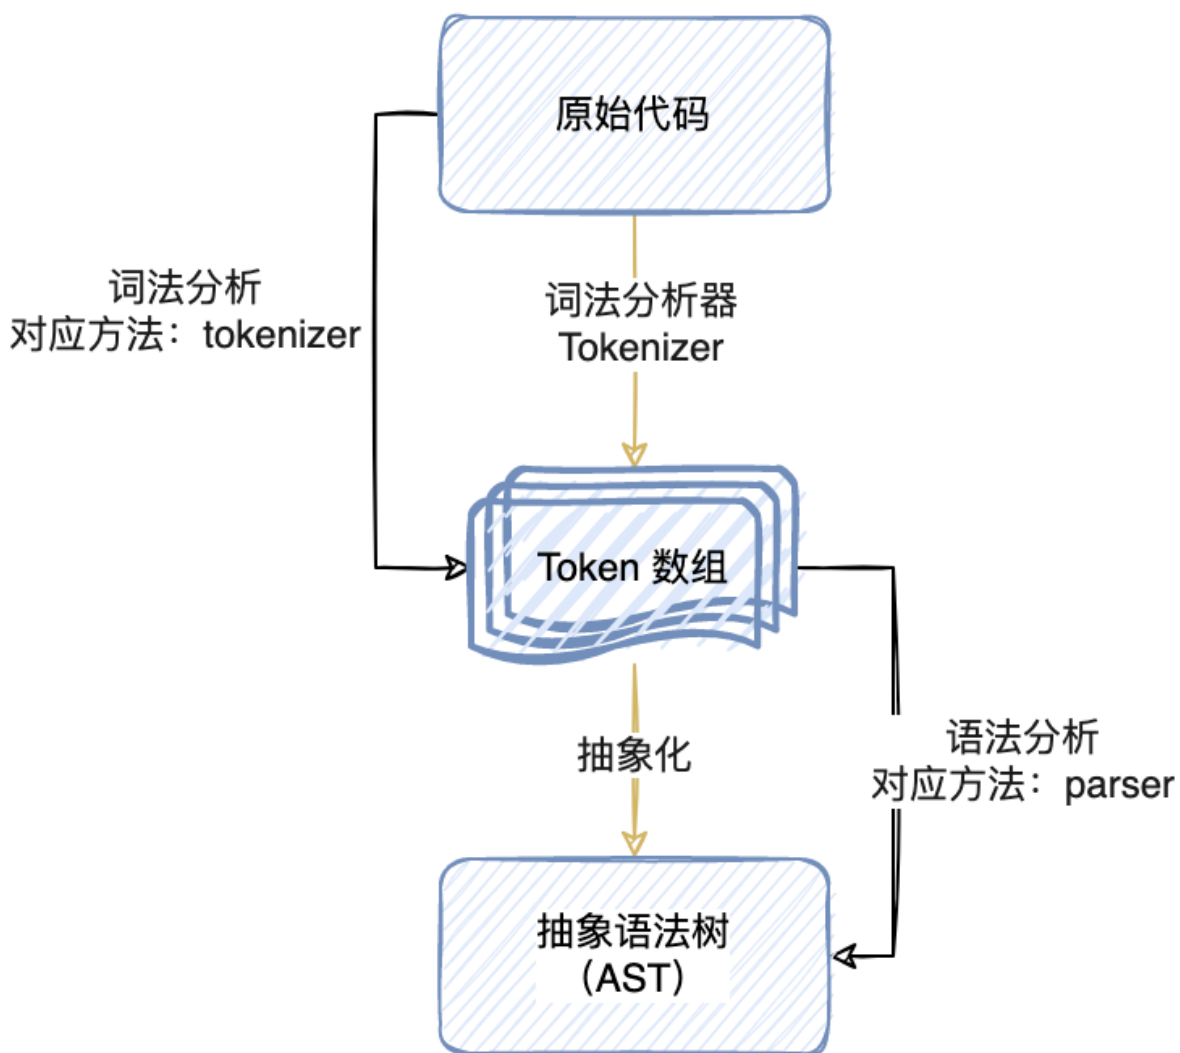 原始代码
词法分析
对应方法：tokenizer
词法分析器
Tokenizer
Token 数组
抽象化
语法分析
对应方法：parser
抽象语法树
（AST）